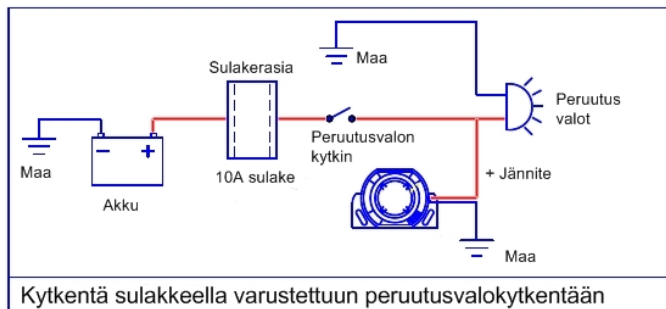 Sulakerasia
Maa
Peruutus
valot
Peruutusvalon
kytkin
− +
Maa
10A sulake
+ Jännite
Akku
Maa
Kytkentä sulakkeella varustettuun peruutusvalokytkentään